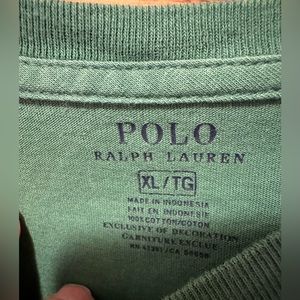 POLO
RALPH LAUREN
XL/TG
MADE IN INDONESIA
FAIT EN INDONESIE
100% COTTON/COTON
EXCLUSIVE OF DECORATION
GARNITURE EXCLUE